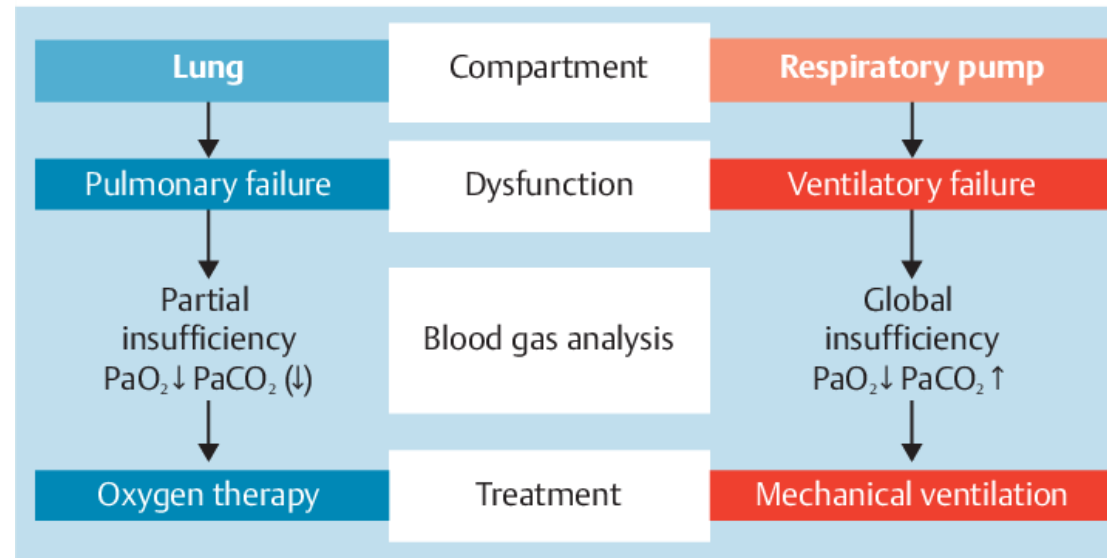 Lung Compartment Respiratory pump
Pulmonary failure Dysfunction Ventilatory failure
Partial
insufficiency
PaO₂↓ PaCO₂ (↓)
Blood gas analysis
Global
insufficiency
PaO₂↓ PaCO₂ ↑
Oxygen therapy Treatment Mechanical ventilation